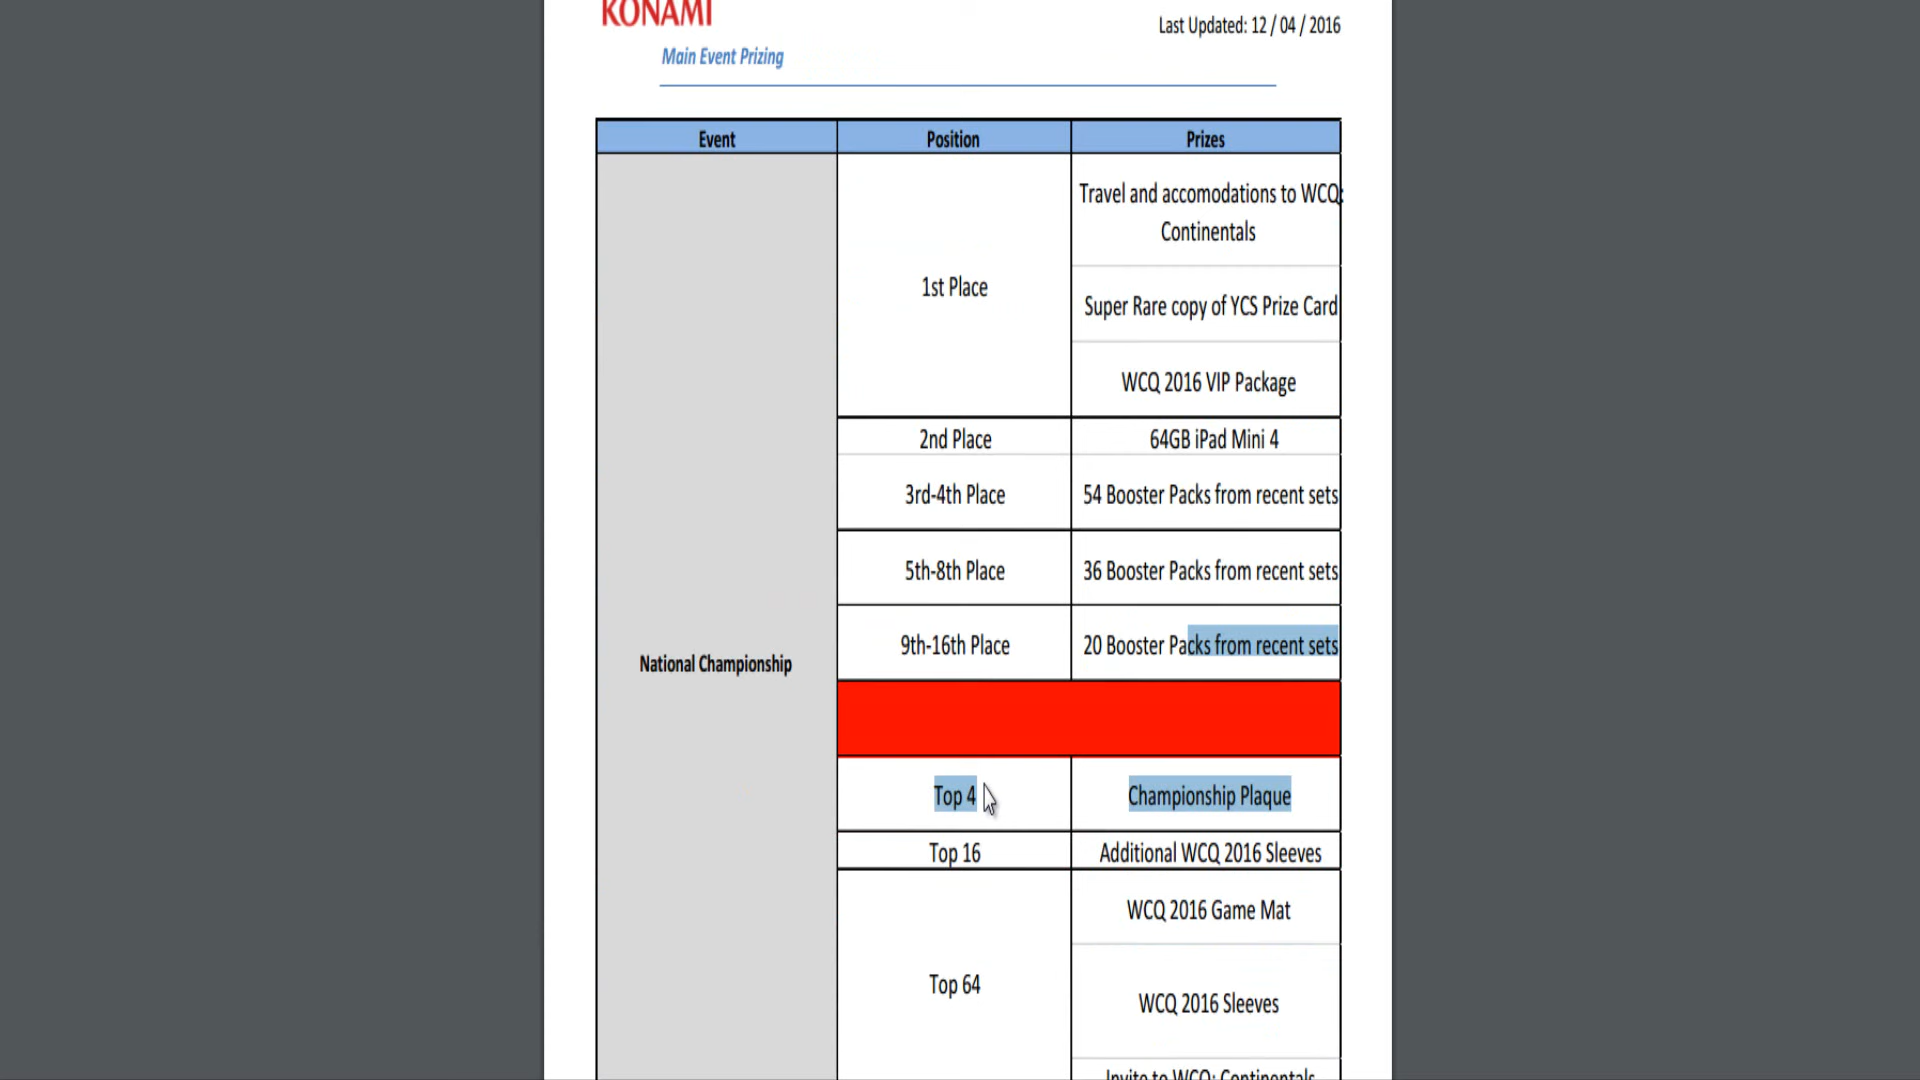 KONAMI
Last Updated: 12 / 04 / 2016
Main Event Prizing
Event
Position
Prizes
National Championship
1st Place
Travel and accomodations to WCQ:
Continentals
Super Rare copy of YCS Prize Card
WCQ 2016 VIP Package
2nd Place
64GB iPad Mini 4
3rd-4th Place
54 Booster Packs from recent sets
5th-8th Place
36 Booster Packs from recent sets
9th-16th Place
20 Booster Packs from recent sets
Top 4
Championship Plaque
Top 16
Additional WCQ 2016 Sleeves
Top 64
WCQ 2016 Game Mat
WCQ 2016 Sleeves
Invite to WCQ: Continentals